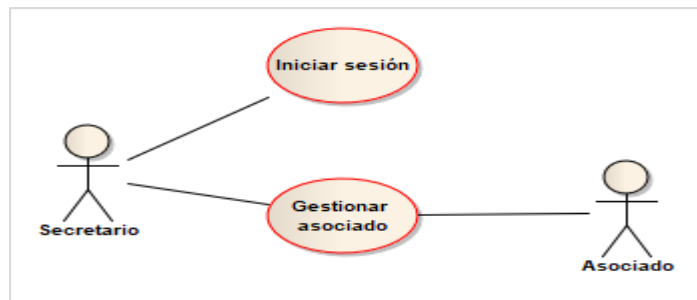 Iniciar sesión
Gestionar
asociado
Secretario
Asociado